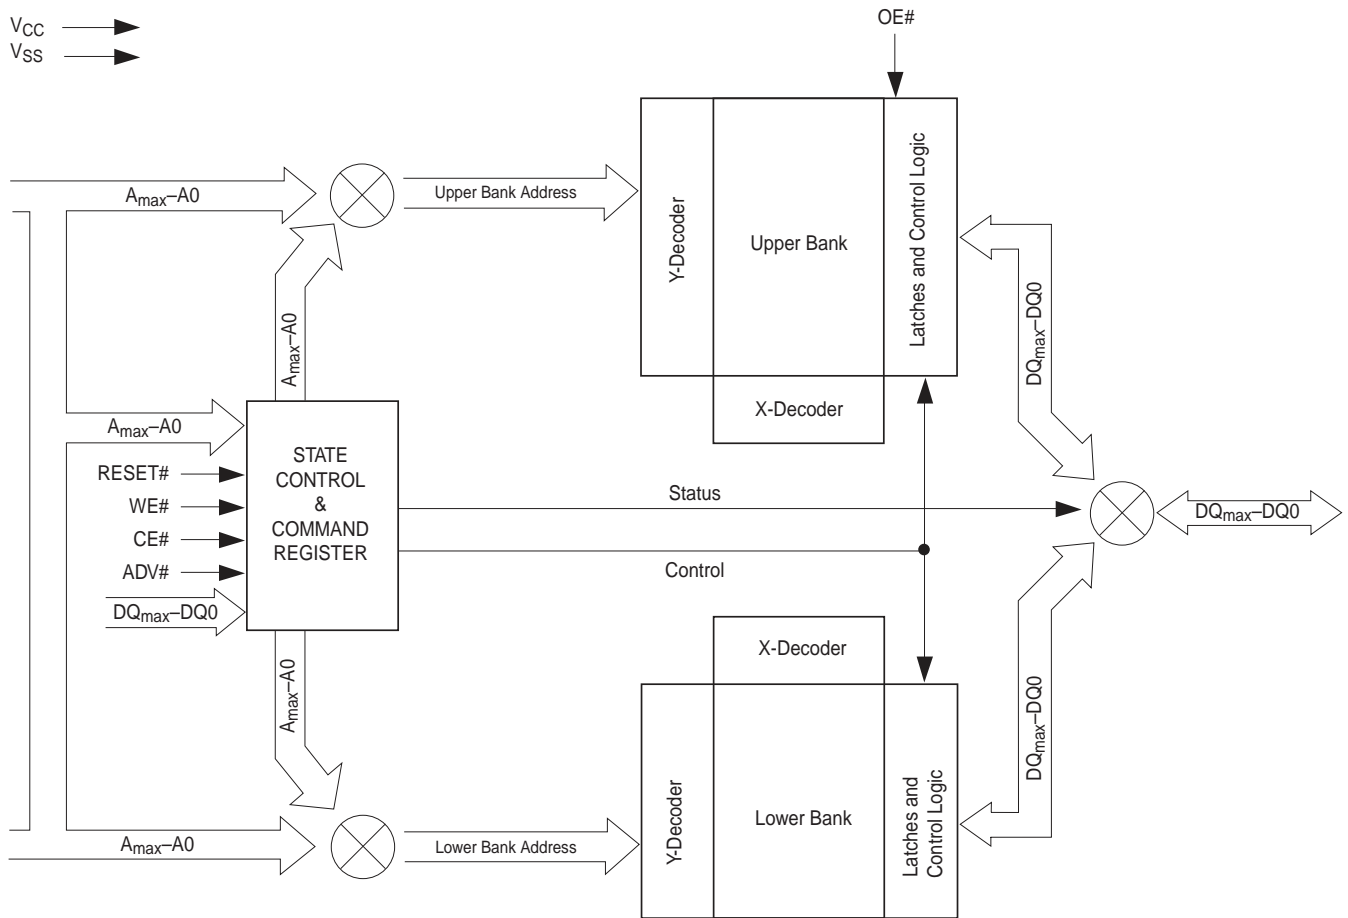 VCC
VSS
OE#
Amax–A0
Upper Bank Address
Y-Decoder
Upper Bank
Latches and Control Logic
X-Decoder
DQmax–DQ0
Amax–A0
Amax–A0
RESET#
WE#
CE#
ADV#
DQmax–DQ0
STATE
CONTROL
&
COMMAND
REGISTER
Status
Control
DQmax–DQ0
Amax–A0
X-Decoder
DQmax–DQ0
Amax–A0
Lower Bank Address
Y-Decoder
Lower Bank
Latches and
Control Logic